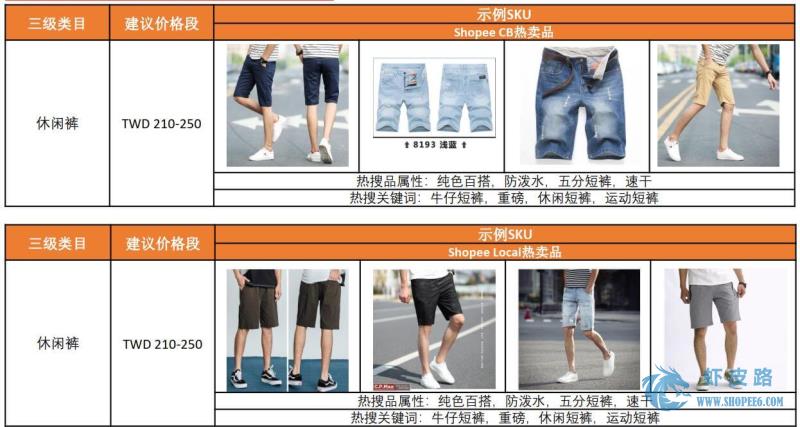 三级类目
建议价格段
示例SKU
Shopee CB热卖品
休闲裤
TWD 210-250
⬆ 8193 浅蓝 ⬆
热搜品属性：纯色百搭，防泼水，五分短裤，速干
热搜关键词：牛仔短裤，重磅，休闲短裤，运动短裤
三级类目
建议价格段
示例SKU
Shopee Local热卖品
休闲裤
TWD 210-250
C.P.Max
虾皮路
WWW.SHOPEE6.COM
热搜品属性：纯色百搭，防泼水，五分短裤，速干
热搜关键词：牛仔短裤，重磅，休闲短裤，运动短裤